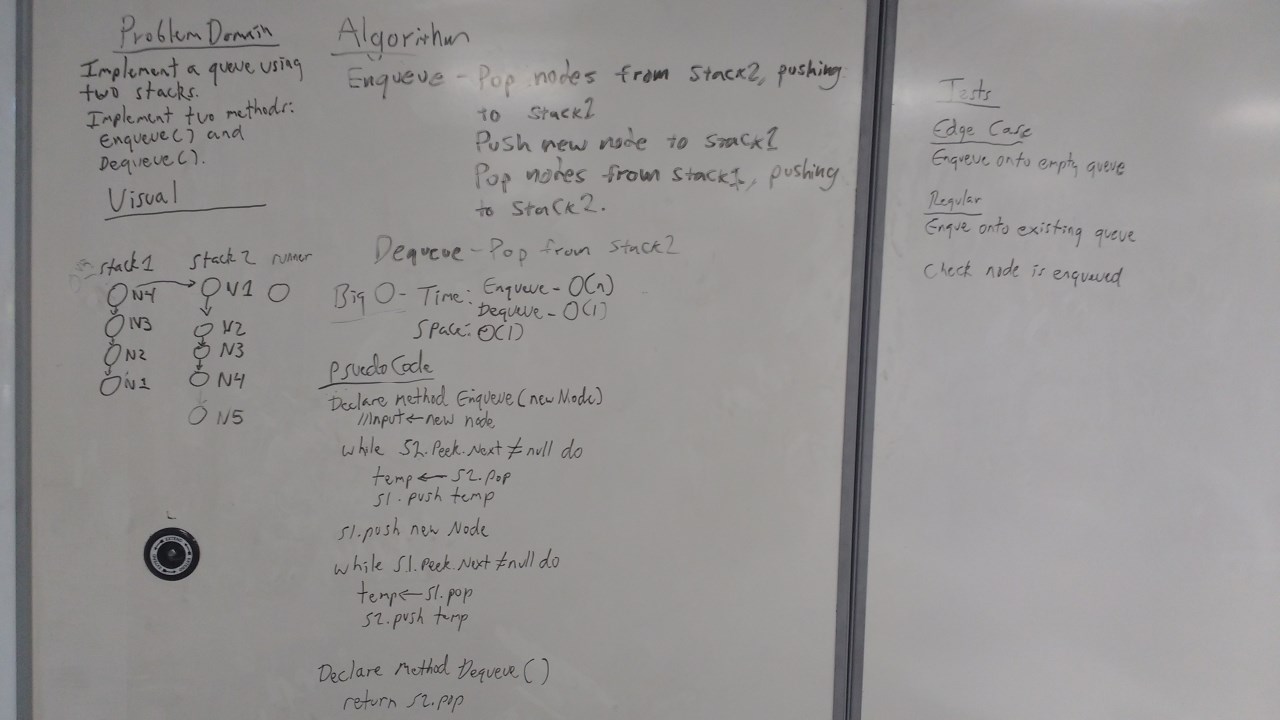 Problem Domain
Implement a queue using
two stacks.
Implement two methods:
Enqueue() and
Dequeue().
Visual
stack1 stack2 runner
N4 N1
N3 N2
N2 N3
N1 N4
N5
Algorithm
Enqueue - Pop nodes from Stack2, pushing
to Stack1
Push new node to stack1
Pop nodes from stack1, pushing
to Stack2.
Dequeue - Pop from Stack2
Big O - Time: Enqueue - O(n)
Dequeue - O(1)
Space: O(1)
PsuedoCode
Declare method Enqueue(newNode)
//Input ← new node
while S2.Peek.Next ≠ null do
temp ← S2.pop
S1.push temp
S1.push new Node
while S1.Peek.Next ≠ null do
temp ← S1.pop
S2.push temp
Declare method Dequeue()
return S2.pop
Tests
Edge Case
Enqueue onto empty queue
Regular
Enque onto existing queue
Check node is enqueued